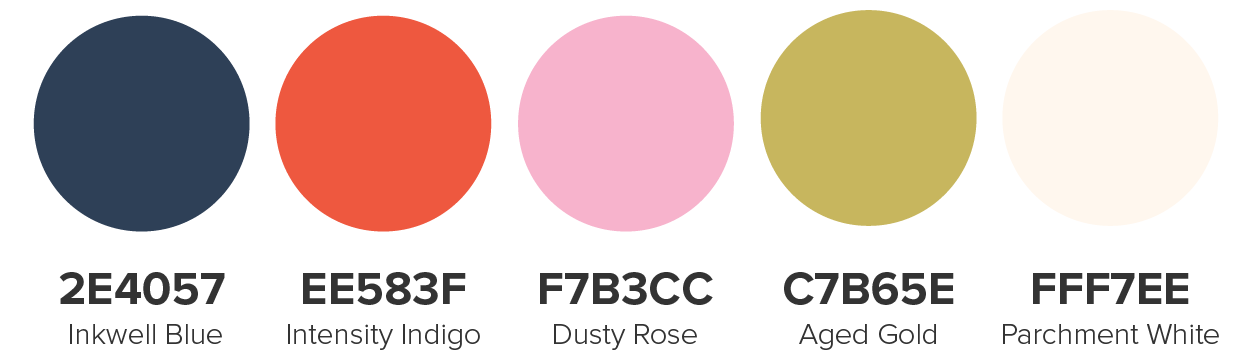 2E4057
Inkwell Blue
EE583F
Intensity Indigo
F7B3CC
Dusty Rose
C7B65E
Aged Gold
FFF7EE
Parchment White